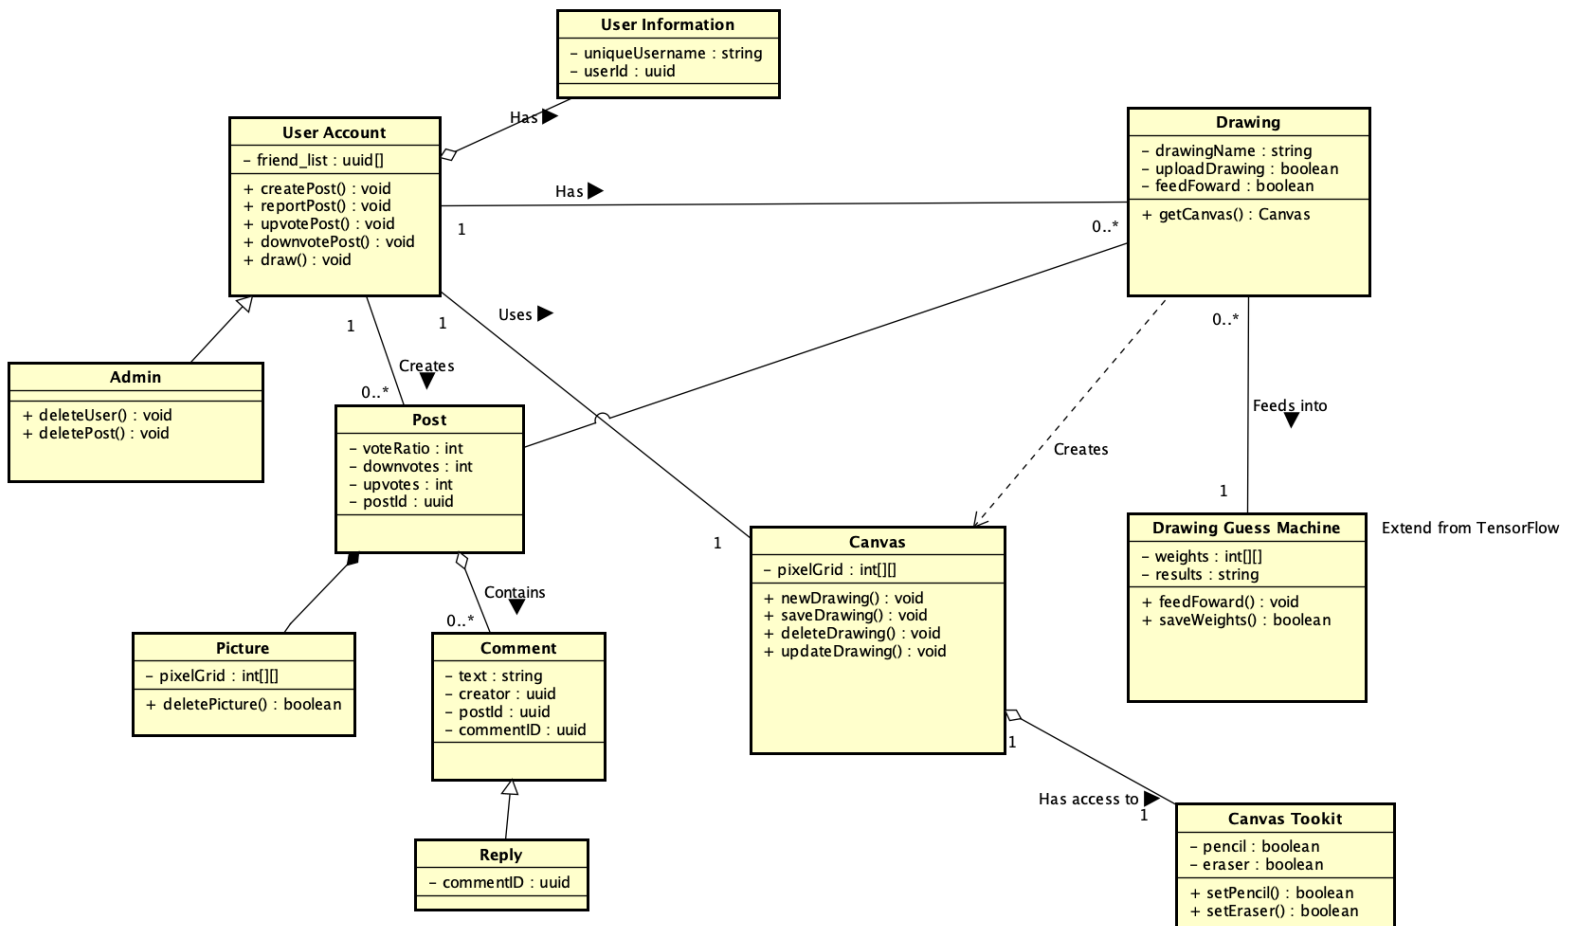 User Information
– uniqueUsername : string
– userId : uuid
Has
User Account
– friend_list : uuid[]
+ createPost() : void
+ reportPost() : void
+ upvotePost() : void
+ downvotePost() : void
+ draw() : void
Drawing
– drawingName : string
– uploadDrawing : boolean
– feedFoward : boolean
+ getCanvas() : Canvas
Has
1
0..*
Uses
1
1
0..*
Creates
0..*
Admin
+ deleteUser() : void
+ deletePost() : void
Post
– voteRatio : int
– downvotes : int
– upvotes : int
– postId : uuid
Feeds into
Creates
1
1
Canvas
– pixelGrid : int[][]
+ newDrawing() : void
+ saveDrawing() : void
+ deleteDrawing() : void
+ updateDrawing() : void
Drawing Guess Machine
– weights : int[][]
– results : string
+ feedFoward() : void
+ saveWeights() : boolean
Extend from TensorFlow
Contains
0..*
Picture
– pixelGrid : int[][]
+ deletePicture() : boolean
Comment
– text : string
– creator : uuid
– postId : uuid
– commentID : uuid
1
Has access to
1
Reply
– commentID : uuid
Canvas Tookit
– pencil : boolean
– eraser : boolean
+ setPencil() : boolean
+ setEraser() : boolean